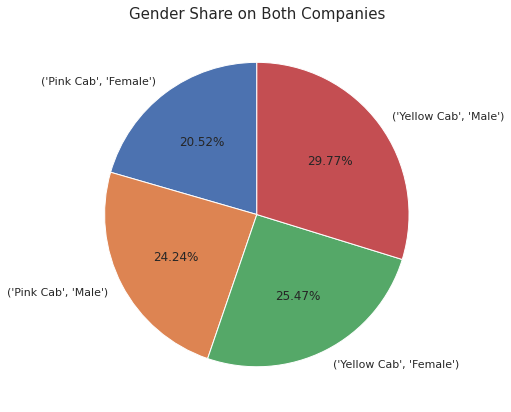 Gender Share on Both Companies
('Pink Cab', 'Female')
20.52%
('Yellow Cab', 'Male')
29.77%
('Pink Cab', 'Male')
24.24%
('Yellow Cab', 'Female')
25.47%